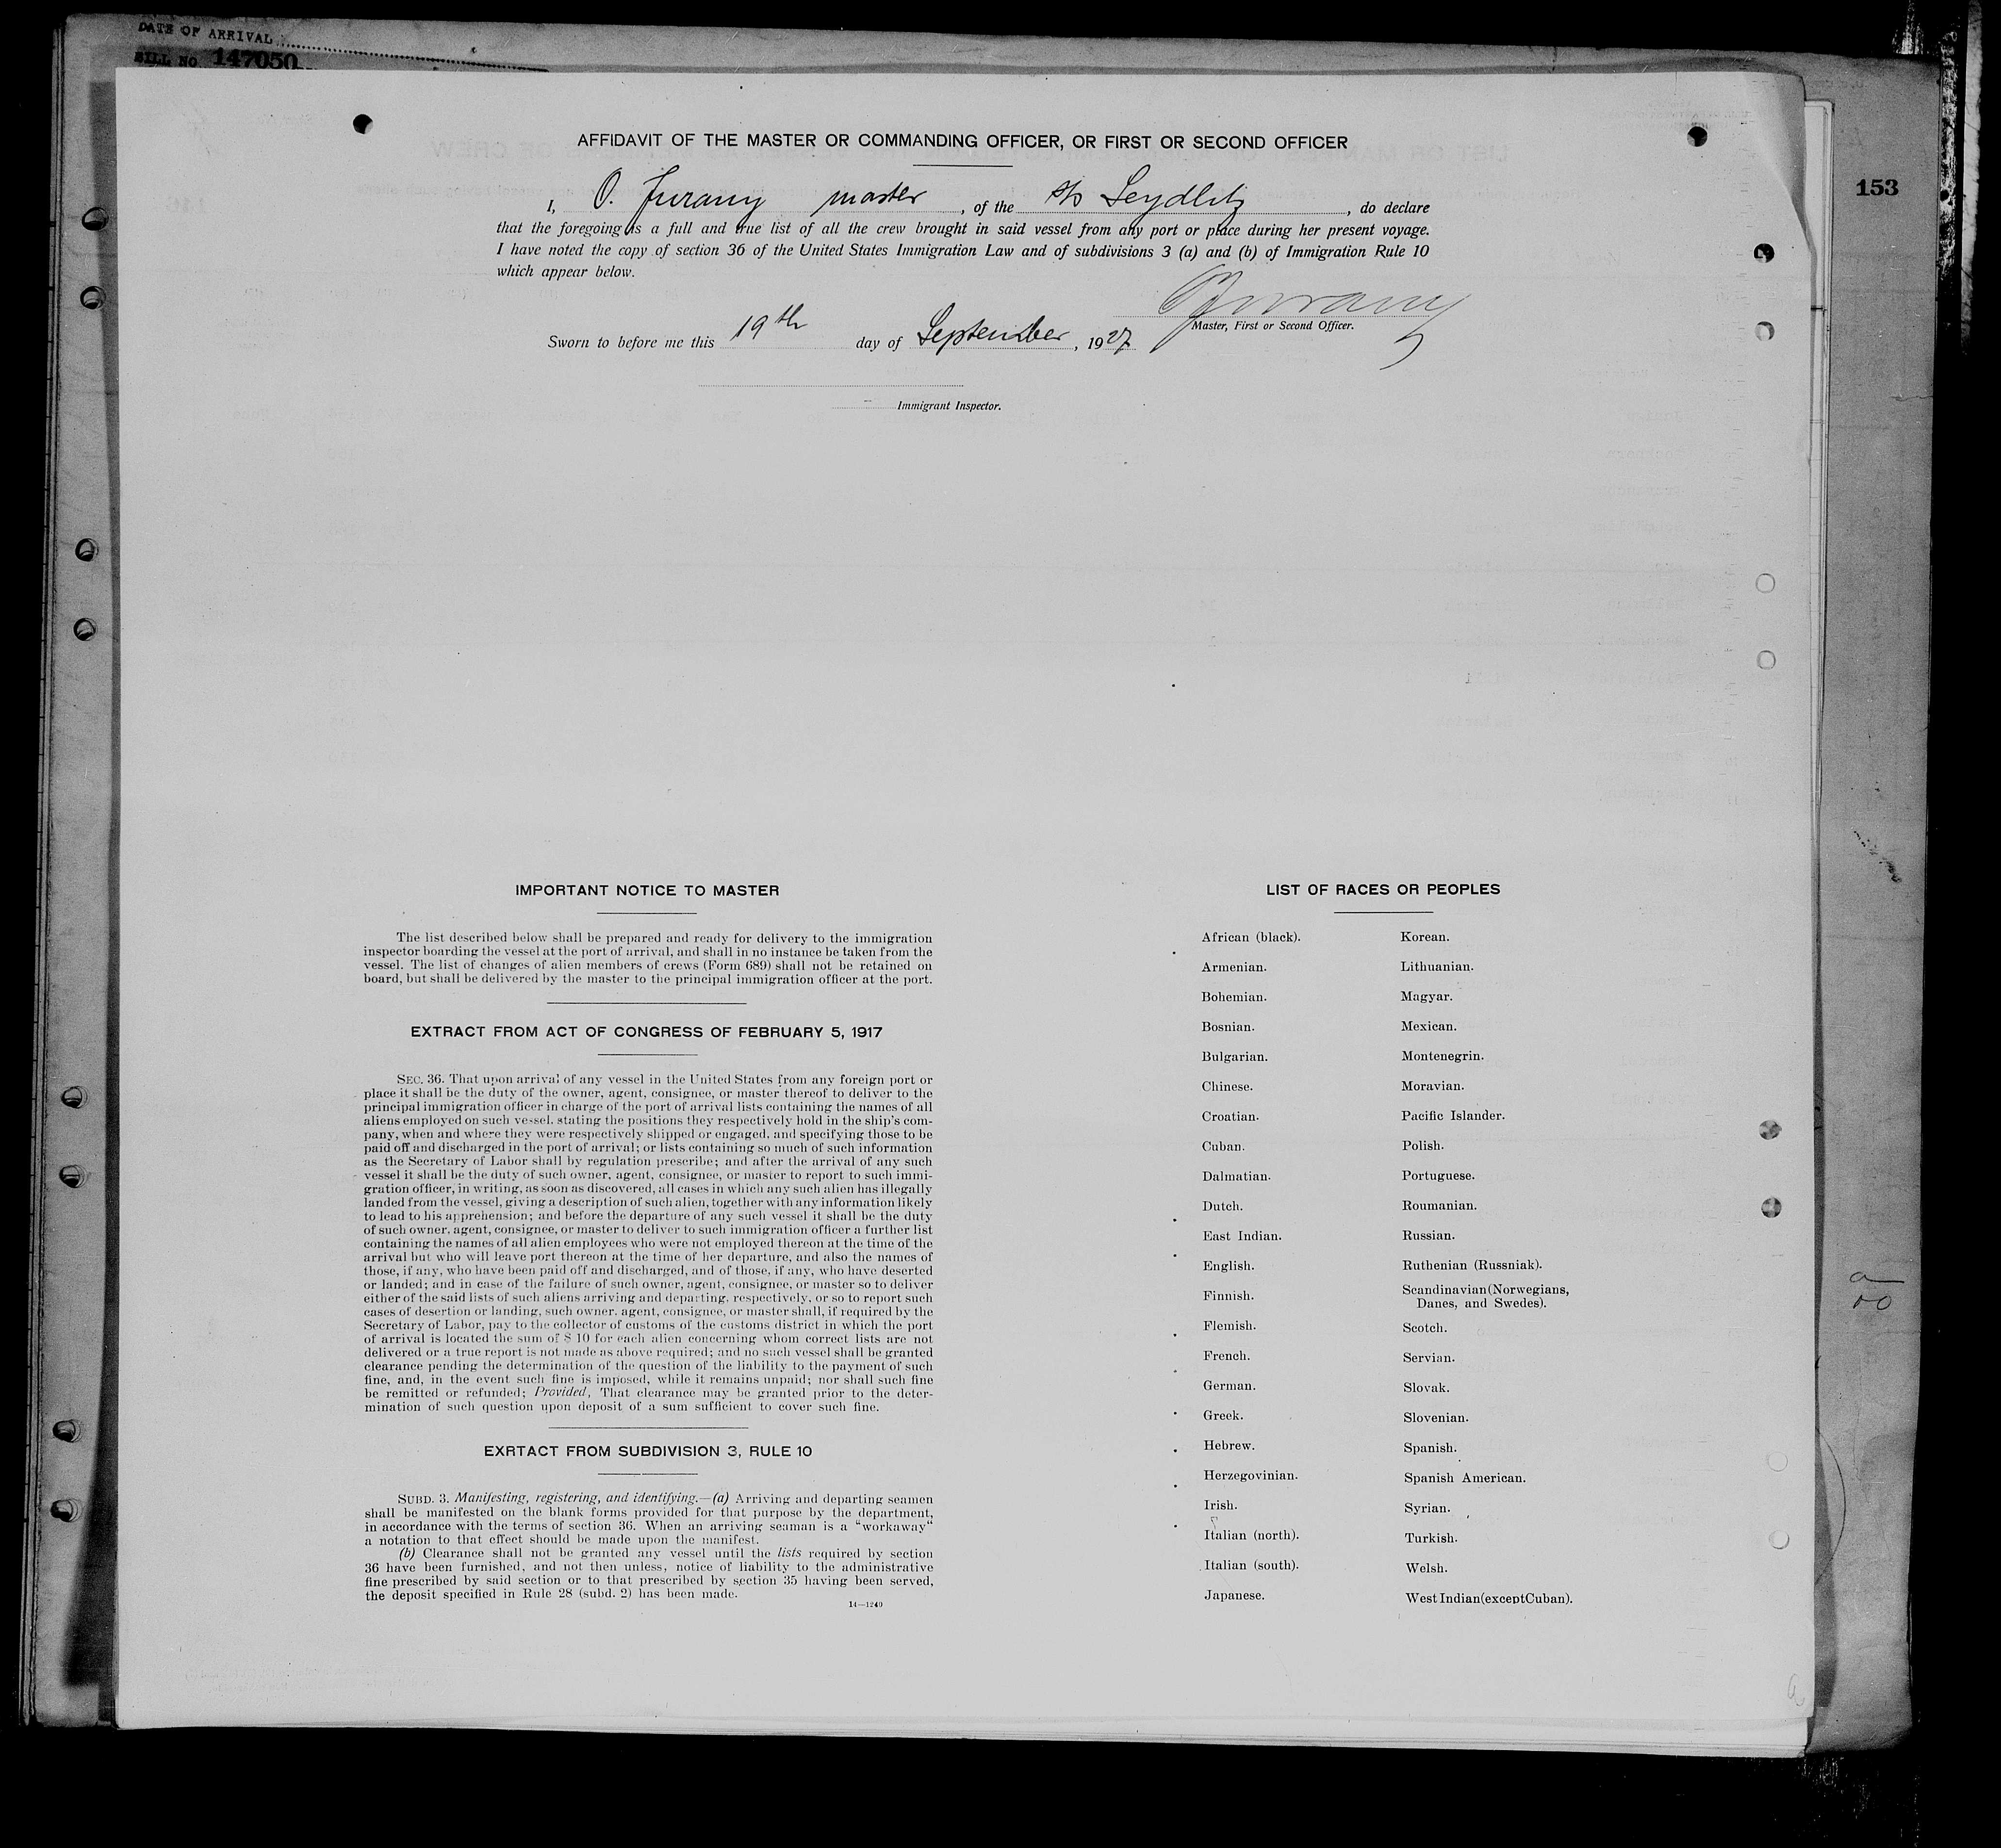 DATE OF ARRIVAL
BILL NO. 147050
153
AFFIDAVIT OF THE MASTER OR COMMANDING OFFICER, OR FIRST OR SECOND OFFICER
I, O. master, of the s/s Seydlitz, do declare
that the foregoing is a full and true list of all the crew brought in said vessel from any port or place during her present voyage.
I have noted the copy of section 36 of the United States Immigration Law and of subdivisions 3 (a) and (b) of Immigration Rule 10
which appear below.
Master, First or Second Officer.
Sworn to before me this 19th day of September, 1927
Immigrant Inspector.
IMPORTANT NOTICE TO MASTER
The list described below shall be prepared and ready for delivery to the immigration
inspector boarding the vessel at the port of arrival, and shall in no instance be taken from the
vessel. The list of changes of alien members of crews (Form 689) shall not be retained on
board, but shall be delivered by the master to the principal immigration officer at the port.
EXTRACT FROM ACT OF CONGRESS OF FEBRUARY 5, 1917
SEC. 36. That upon arrival of any vessel in the United States from any foreign port or
place it shall be the duty of the owner, agent, consignee, or master thereof to deliver to the
principal immigration officer in charge of the port of arrival lists containing the names of all
aliens employed on such vessel, stating the positions they respectively hold in the ship's com-
pany, when and where they were respectively shipped or engaged, and specifying those to be
paid off and discharged in the port of arrival; or lists containing so much of such information
as the Secretary of Labor shall by regulation prescribe; and after the arrival of any such
vessel it shall be the duty of such owner, agent, consignee, or master to report to such immi-
gration officer, in writing, as soon as discovered, all cases in which any such alien has illegally
landed from the vessel, giving a description of such alien, together with any information likely
to lead to his apprehension; and before the departure of any such vessel it shall be the duty
of such owner. agent, consignee, or master to deliver to such immigration officer a further list
containing the names of all alien employees who were not employed thereon at the time of the
arrival but who will leave port thereon at the time of her departure, and also the names of
those, if any, who have been paid off and discharged, and of those, if any, who have deserted
or landed; and in case of the failure of such owner, agent, consignee, or master so to deliver
either of the said lists of such aliens arriving and departing, respectively, or so to report such
cases of desertion or landing, such owner. agent, consignee, or master shall, if required by the
Secretary of Labor, pay to the collector of customs of the customs district in which the port
of arrival is located the sum of $ 10 for each alien concerning whom correct lists are not
delivered or a true report is not made as above required; and no such vessel shall be granted
clearance pending the determination of the question of the liability to the payment of such
fine, and, in the event such fine is imposed, while it remains unpaid; nor shall such fine
be remitted or refunded; Provided, That clearance may be granted prior to the deter-
mination of such question upon deposit of a sum sufficient to cover such fine.
EXRTACT FROM SUBDIVISION 3, RULE 10
SUBD. 3. Manifesting, registering, and identifying.—(a) Arriving and departing seamen
shall be manifested on the blank forms provided for that purpose by the department,
in accordance with the terms of section 36. When an arriving seaman is a "workaway"
a notation to that effect should be made upon the manifest.
(b) Clearance shall not be granted any vessel until the lists required by section
36 have been furnished, and not then unless, notice of liability to the administrative
fine prescribed by said section or to that prescribed by section 35 having been served,
the deposit specified in Rule 28 (subd. 2) has been made.
14—1240
LIST OF RACES OR PEOPLES
African (black). Korean.
Armenian. Lithuanian.
Bohemian. Magyar.
Bosnian. Mexican.
Bulgarian. Montenegrin.
Chinese. Moravian.
Croatian. Pacific Islander.
Cuban. Polish.
Dalmatian. Portuguese.
Dutch. Roumanian.
East Indian. Russian.
English. Ruthenian (Russniak).
Finnish. Scandinavian(Norwegians,
Danes, and Swedes).
Flemish. Scotch.
French. Servian.
German. Slovak.
Greek. Slovenian.
Hebrew. Spanish.
Herzegovinian. Spanish American.
Irish. Syrian.
Italian (north). Turkish.
Italian (south). Welsh.
Japanese. West Indian(exceptCuban).